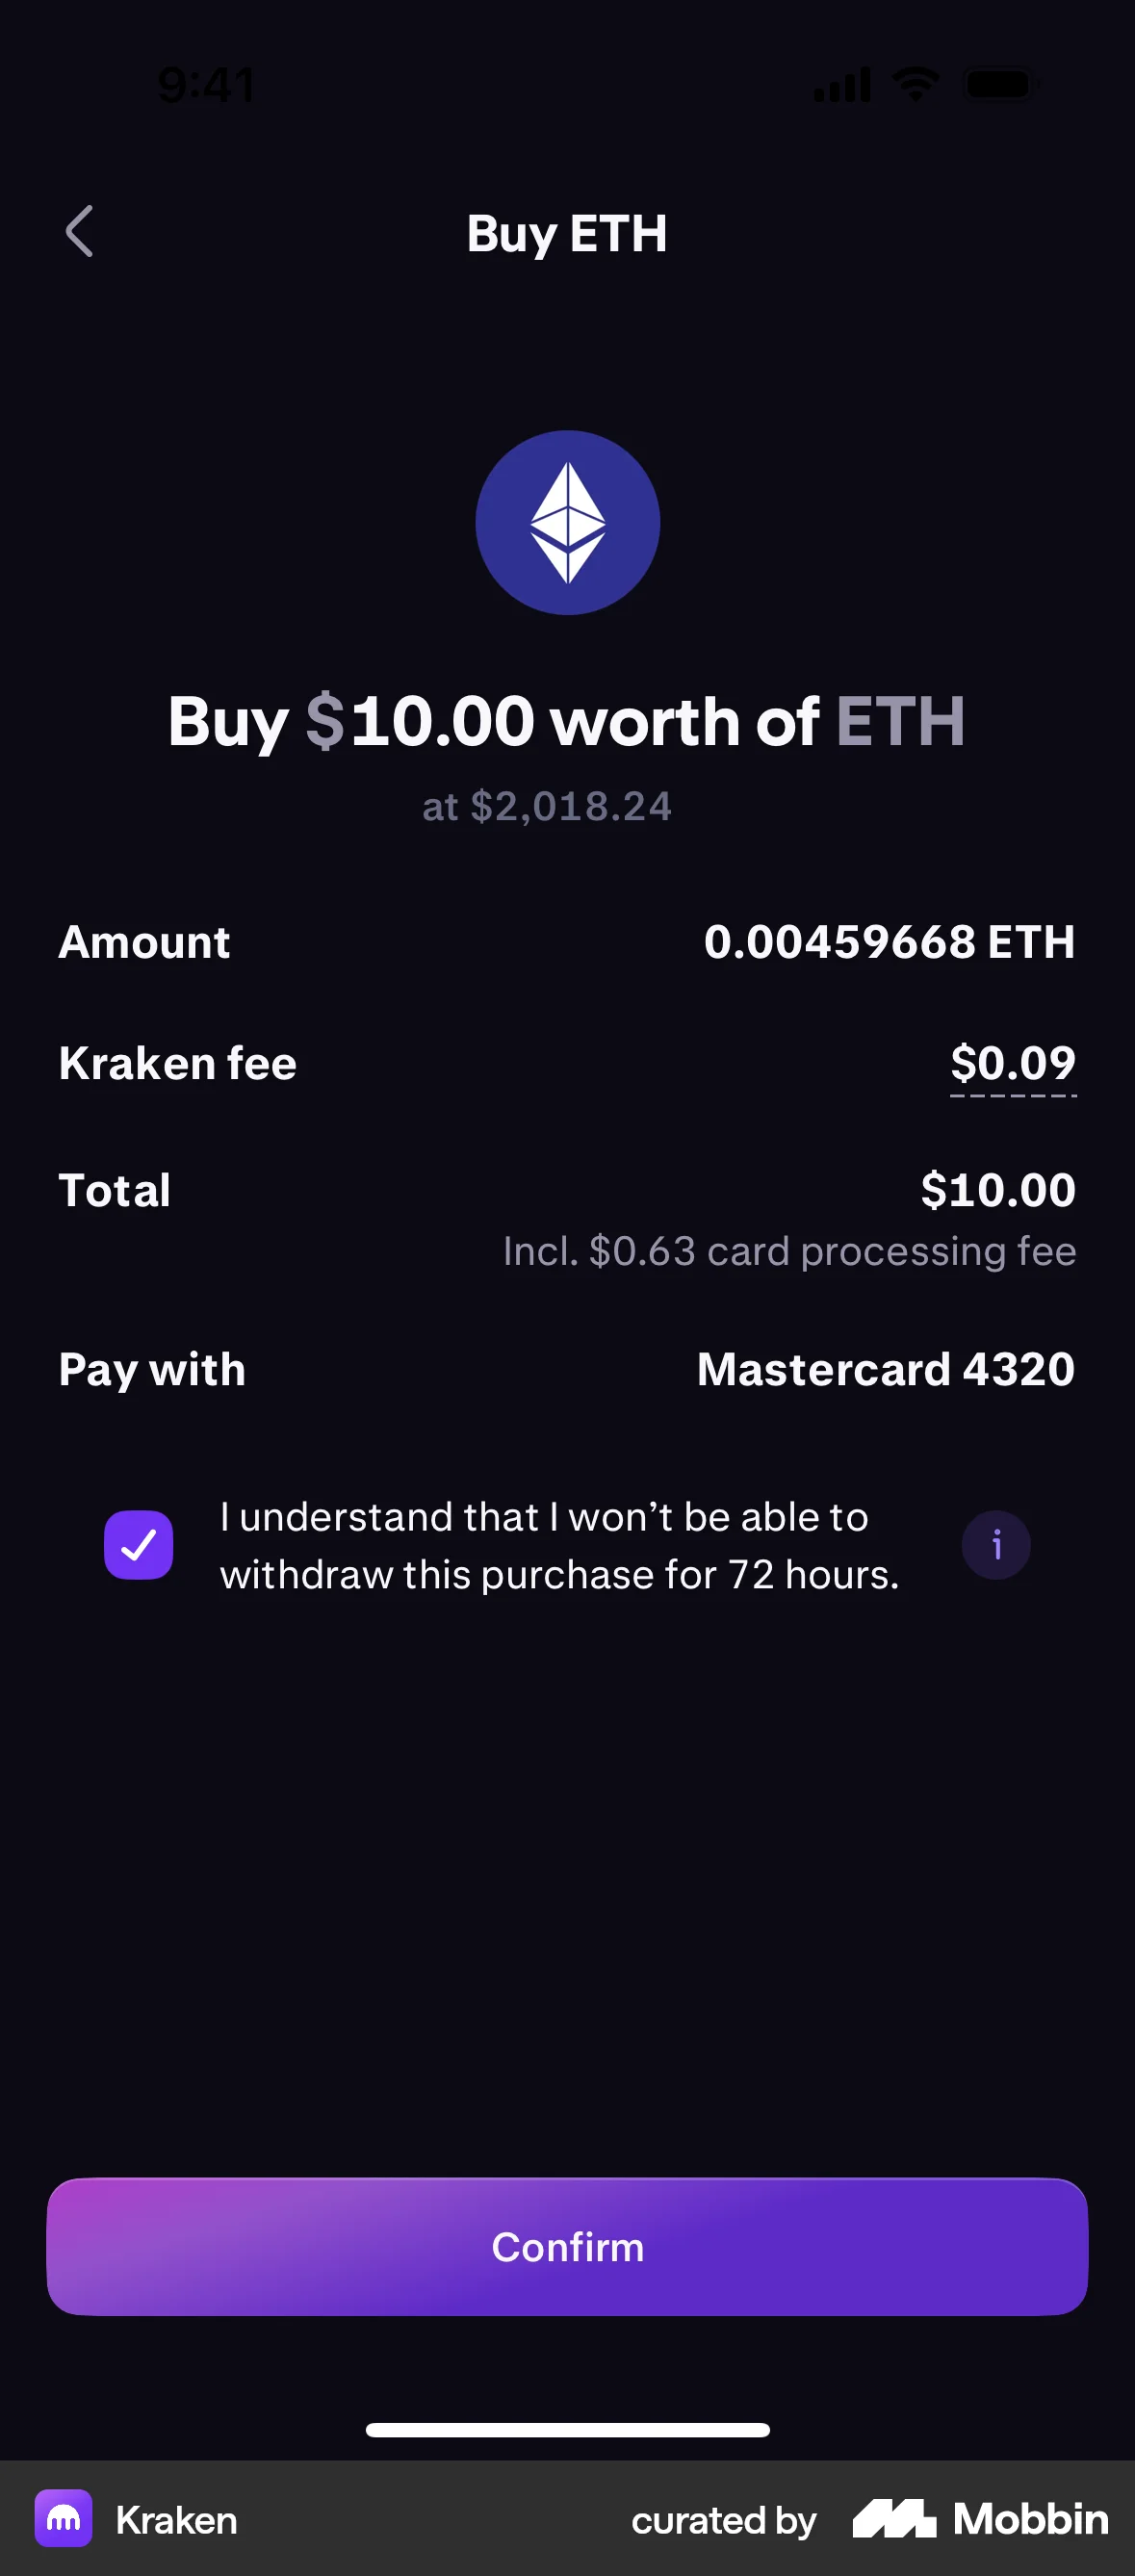 9:41
Buy ETH
Buy $10.00 worth of ETH
at $2,018.24
Amount 0.00459668 ETH
Kraken fee $0.09
Total $10.00
Incl. $0.63 card processing fee
Pay with Mastercard 4320
I understand that I won’t be able to
withdraw this purchase for 72 hours.
Confirm
Kraken curated by Mobbin